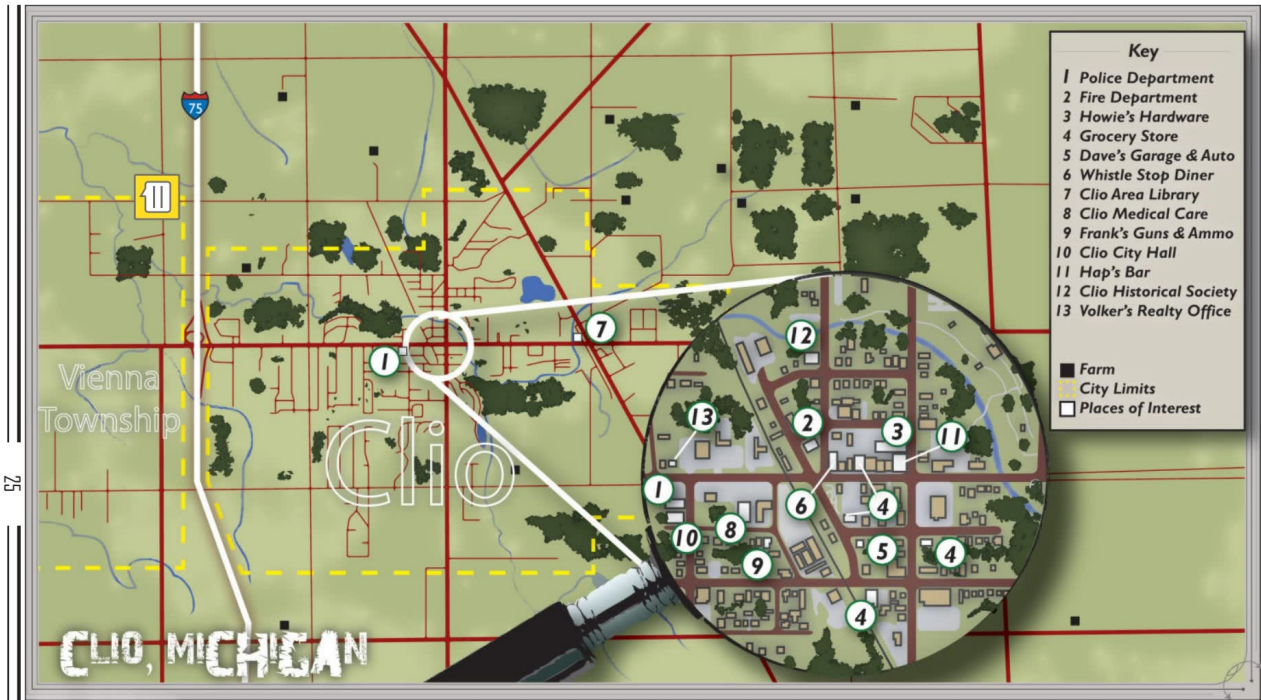 25
75
Vienna
Township
Clio
1
7
12
13
2
3
11
1
6
4
10
8
9
5
4
4
CLIO, MICHIGAN
Key
1 Police Department
2 Fire Department
3 Howie's Hardware
4 Grocery Store
5 Dave's Garage & Auto
6 Whistle Stop Diner
7 Clio Area Library
8 Clio Medical Care
9 Frank's Guns & Ammo
10 Clio City Hall
11 Hap's Bar
12 Clio Historical Society
13 Volker's Realty Office
Farm
City Limits
Places of Interest